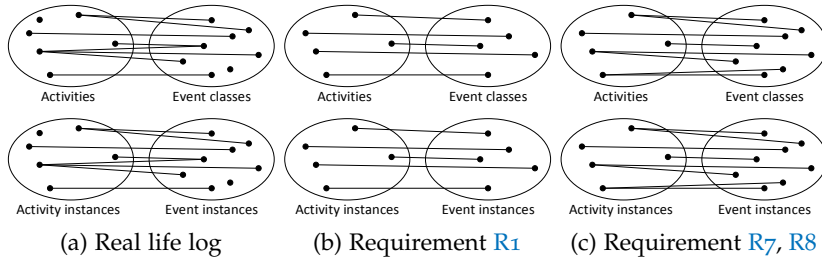 Activities Event classes Activities Event classes Activities Event classes
Activity instances Event instances Activity instances Event instances Activity instances Event instances
(a) Real life log (b) Requirement R1 (c) Requirement R7, R8